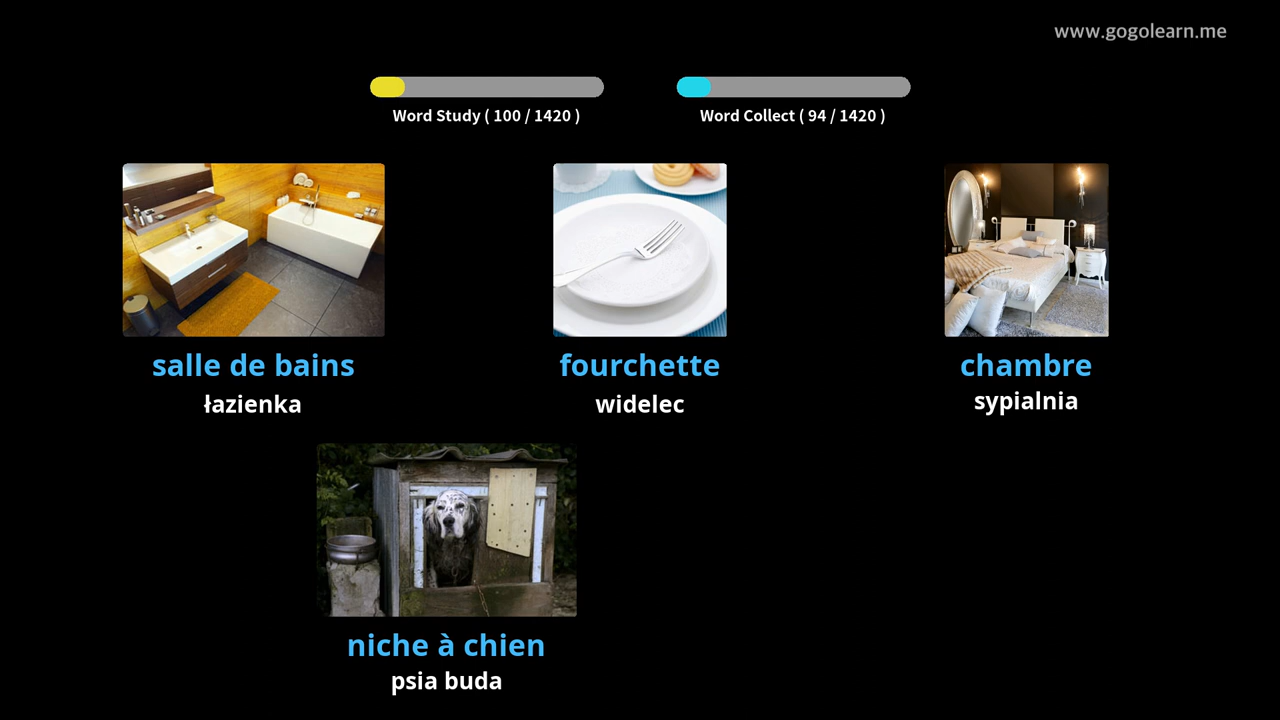 www.gogolearn.me
Word Study ( 100 / 1420 )
Word Collect ( 94 / 1420 )
salle de bains
łazienka
fourchette
widelec
chambre
sypialnia
niche à chien
psia buda